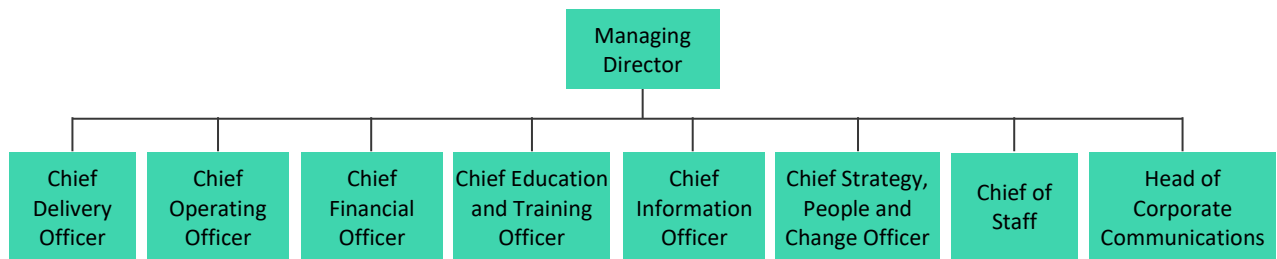 Managing
Director
Chief
Delivery
Officer
Chief
Operating
Officer
Chief
Financial
Officer
Chief Education
and Training
Officer
Chief
Information
Officer
Chief Strategy,
People and
Change Officer
Chief of
Staff
Head of
Corporate
Communications